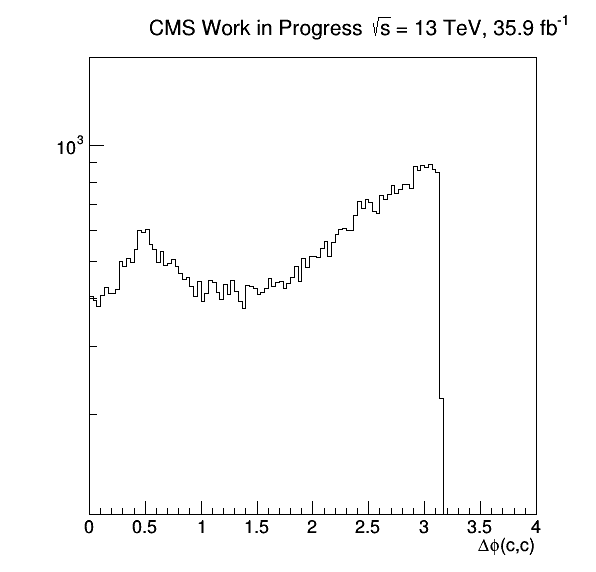 CMS Work in Progress √s = 13 TeV, 35.9 fb⁻¹
10³
0 0.5 1 1.5 2 2.5 3 3.5 4
Δϕ(c,c)